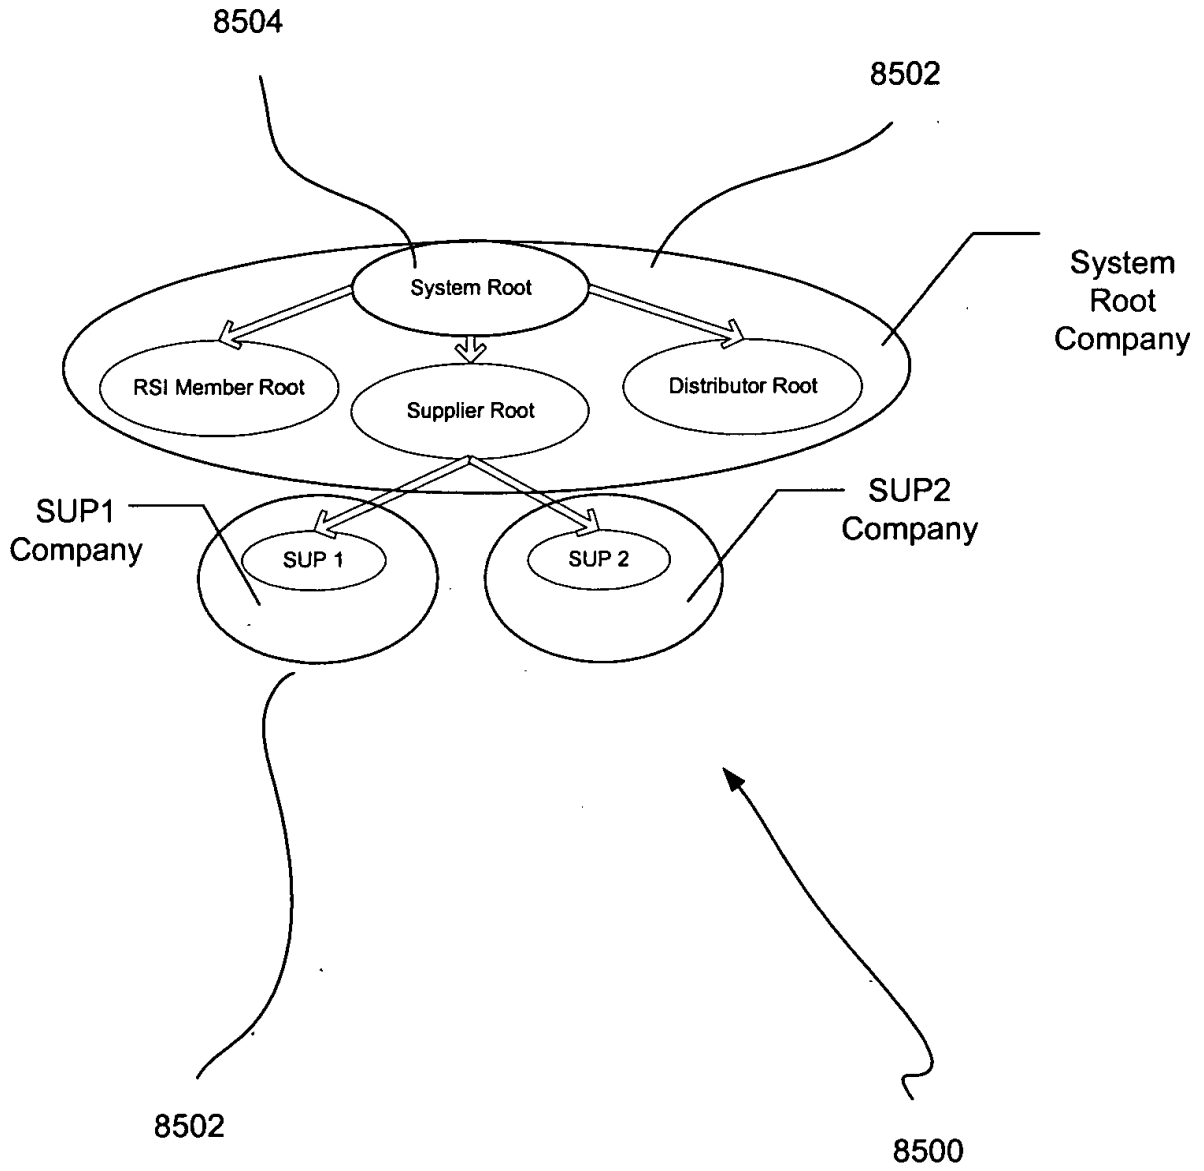 8504
8502
System Root
System
Root
Company
RSI Member Root
Supplier Root
Distributor Root
SUP1
Company
SUP2
Company
SUP 1
SUP 2
8502
8500